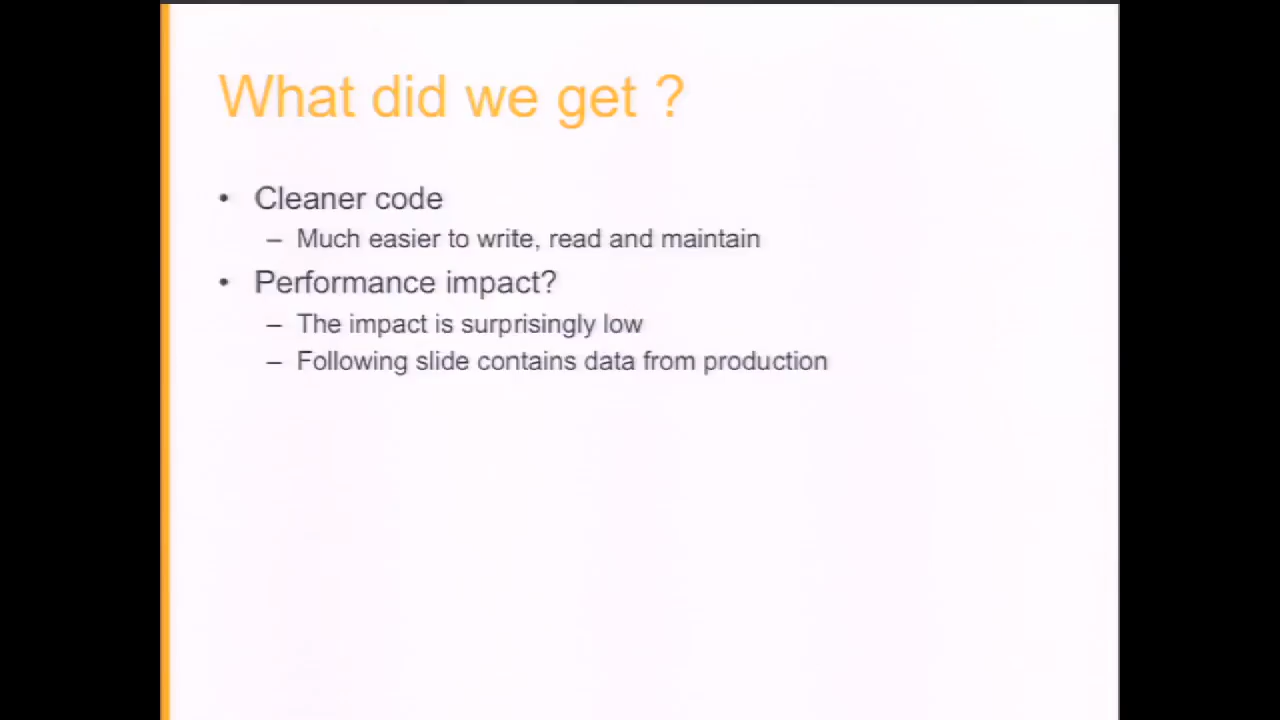 What did we get ?
• Cleaner code
– Much easier to write, read and maintain
• Performance impact?
– The impact is surprisingly low
– Following slide contains data from production